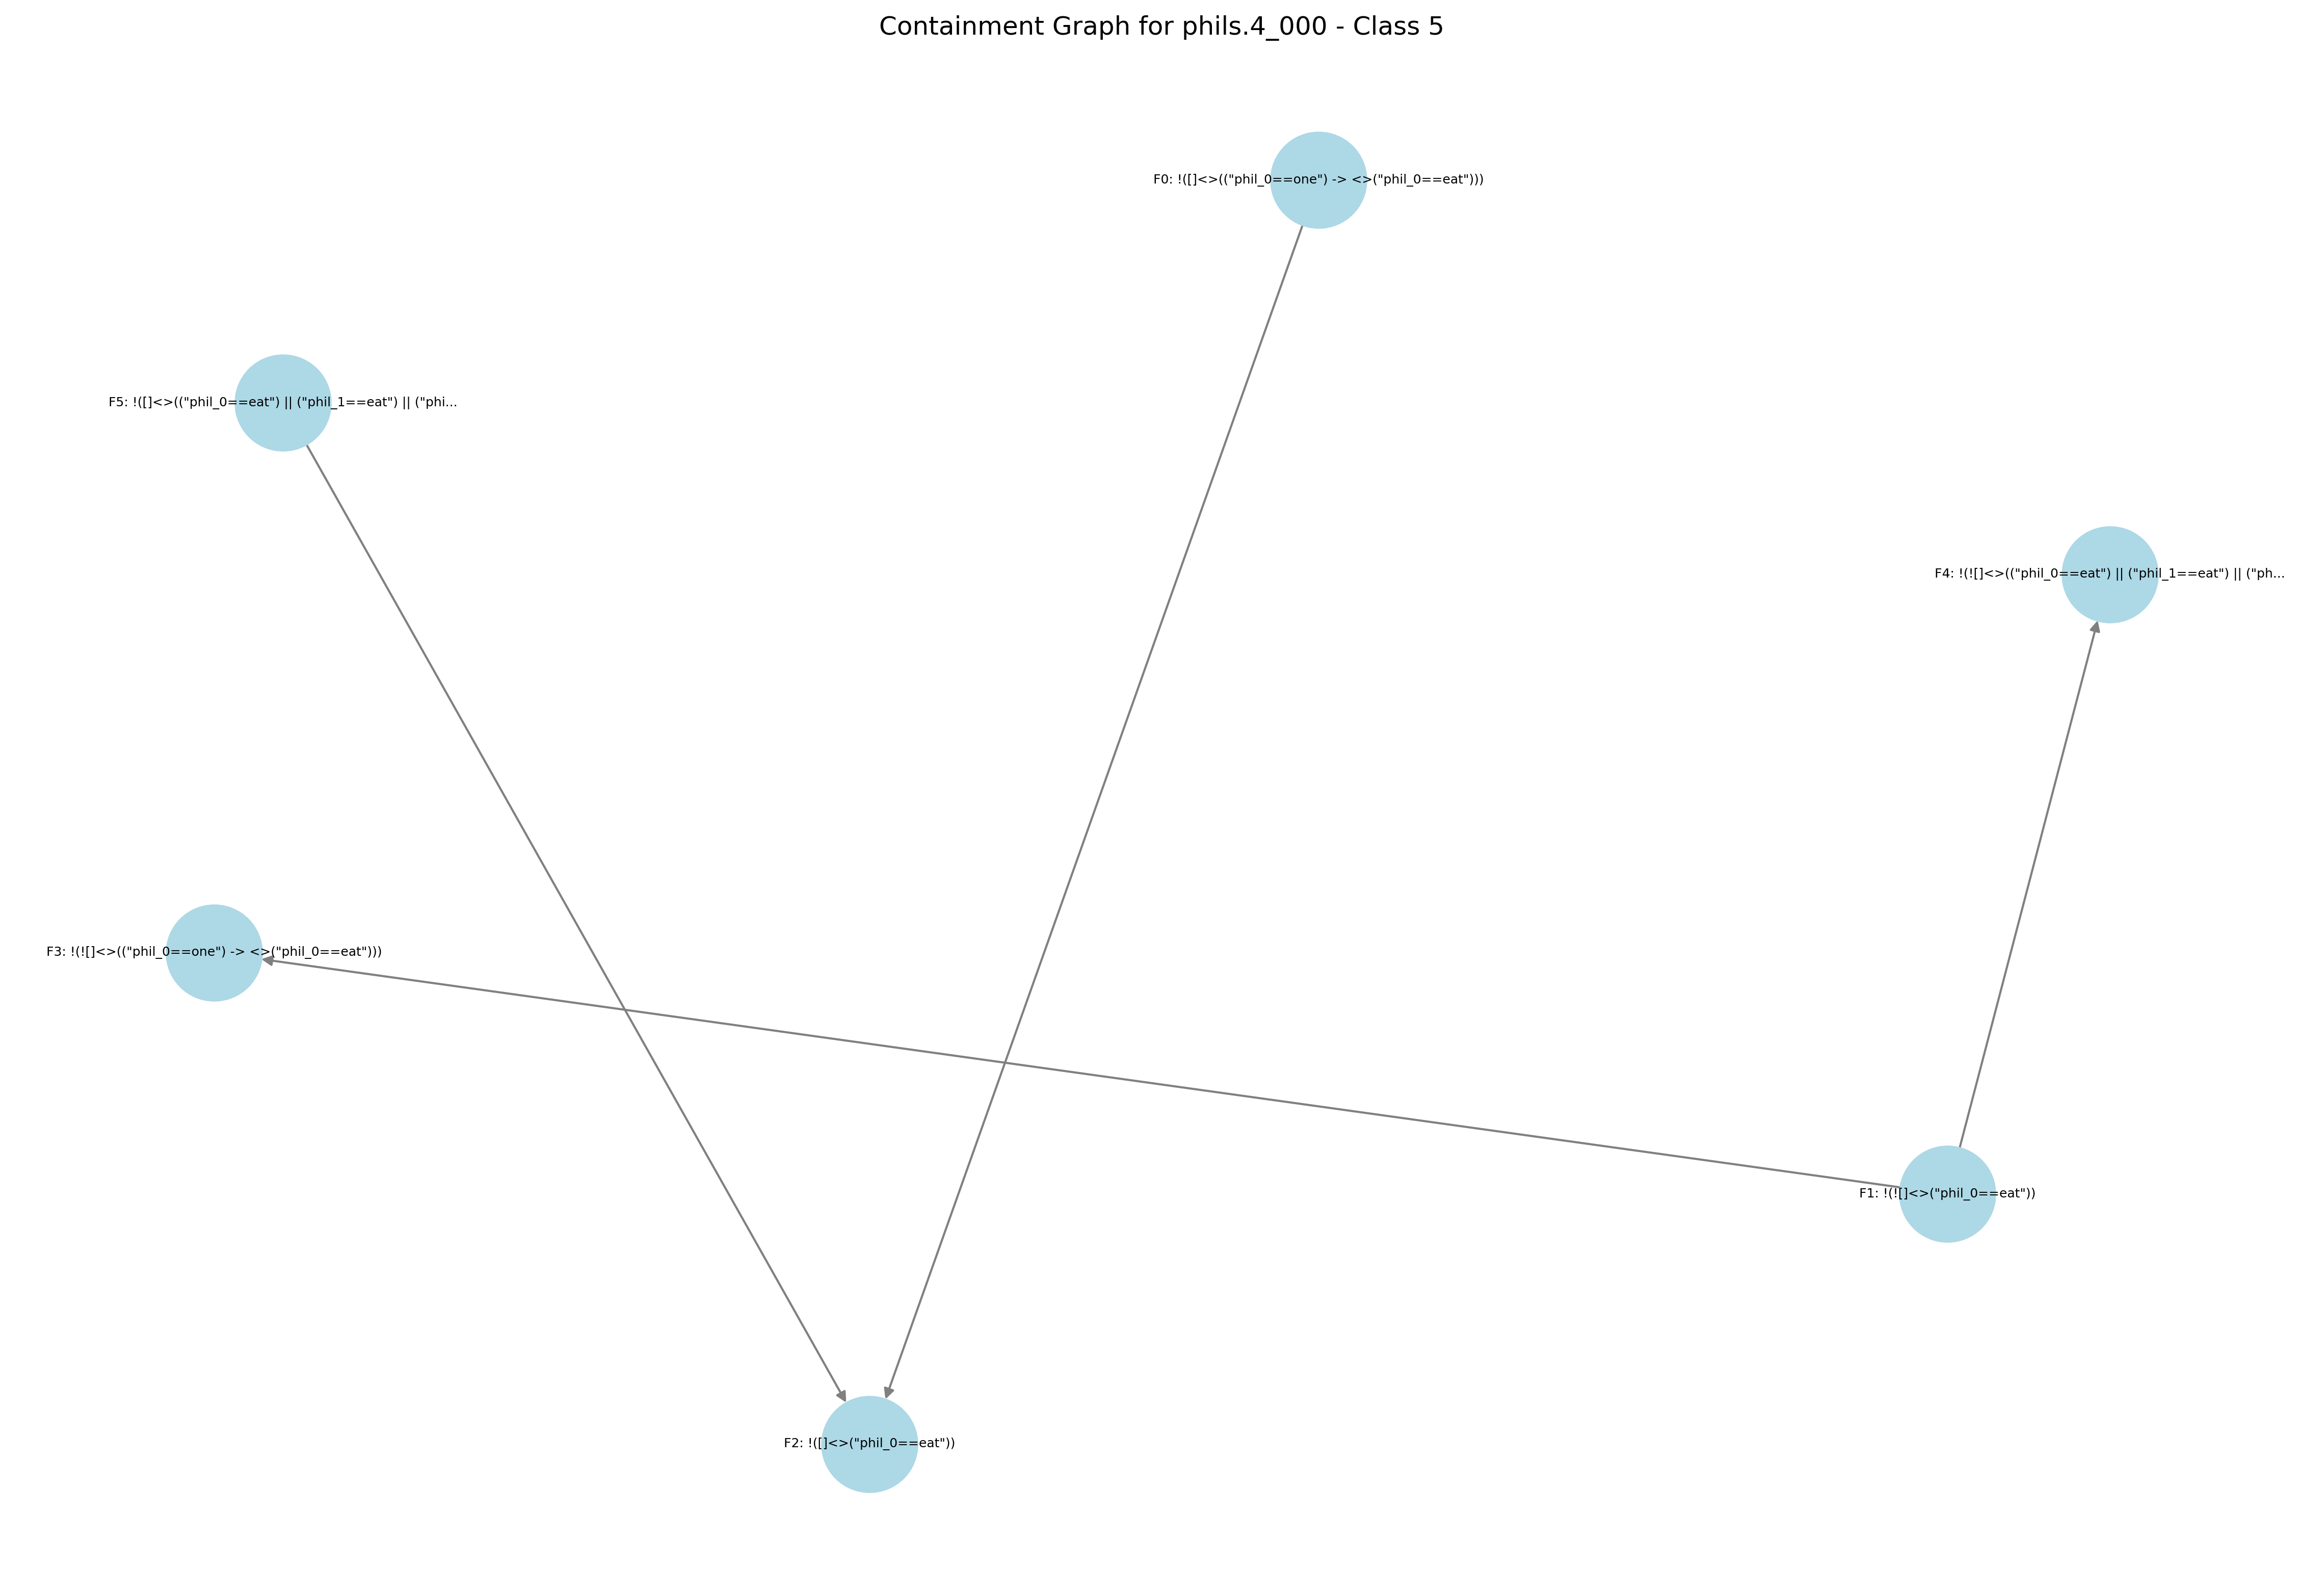 Containment Graph for phils.4_000 - Class 5
F0: !([]<>(("phil_0==one") -> <>("phil_0==eat")))
F5: !([]<>(("phil_0==eat") || ("phil_1==eat") || ("phi...
F4: !(![]<>(("phil_0==eat") || ("phil_1==eat") || ("ph...
F3: !(![]<>(("phil_0==one") -> <>("phil_0==eat")))
F1: !(![]<>("phil_0==eat"))
F2: !([]<>("phil_0==eat"))